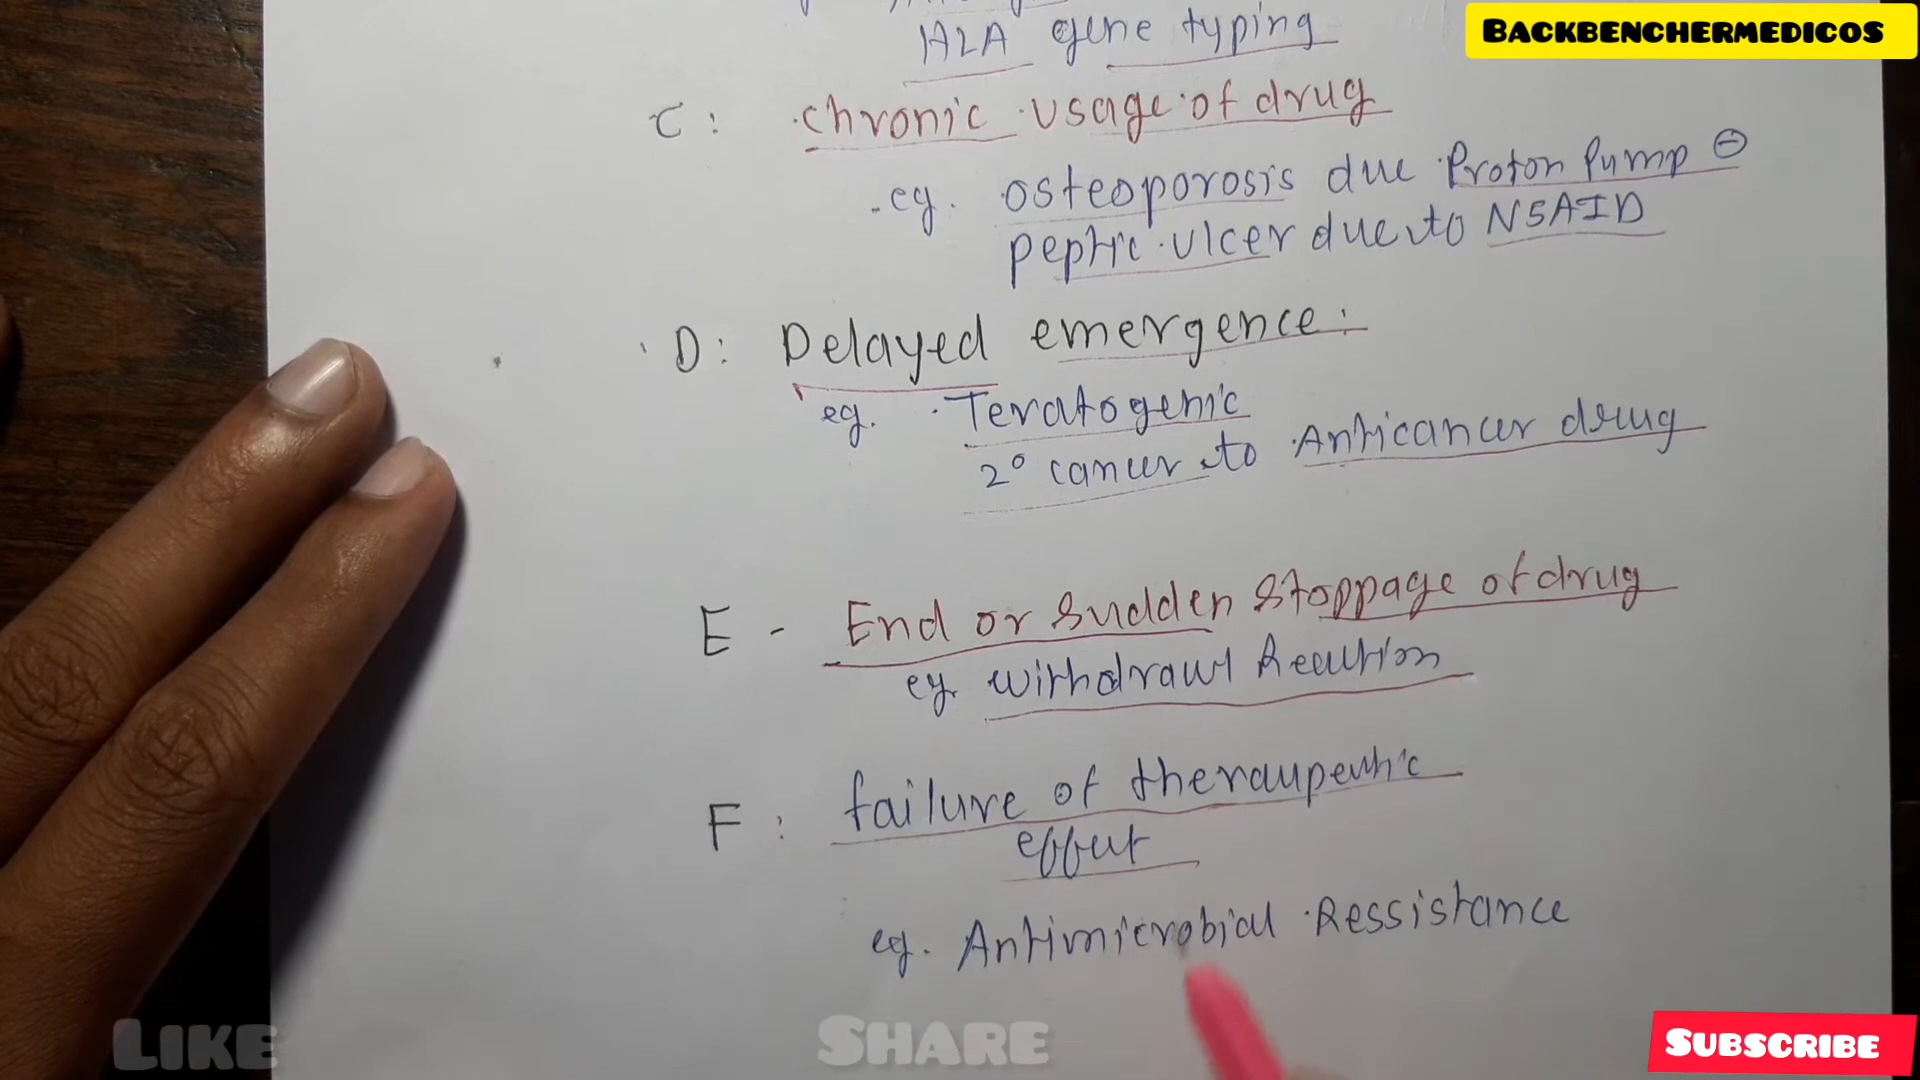 BACKBENCHERMEDICOS
HLA gene typing
C: chronic usage of drug
eg. osteoporosis due Proton Pump ⊖
peptic ulcer due to NSAID
D: Delayed emergence:
eg. Teratogenic
2° cancer to Anticancer drug
E - End or sudden stoppage of drug
eg. withdrawl Reaction
F: failure of theraupeutic
effect
eg. Antimicrobial Ressistance
LIKE
SHARE
SUBSCRIBE